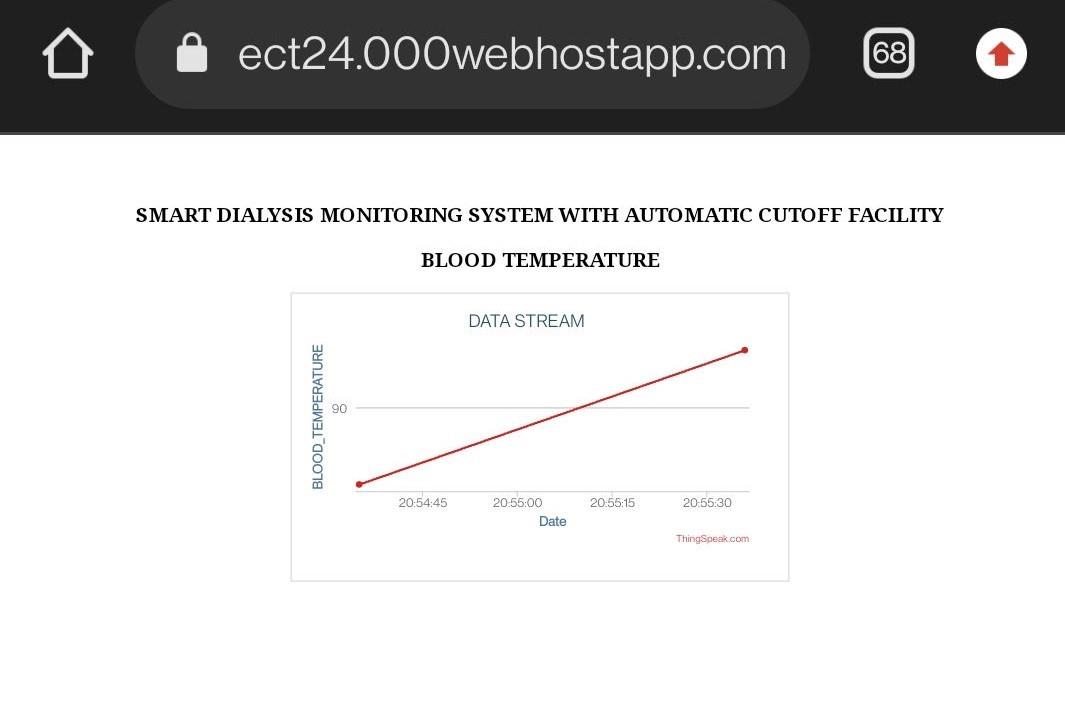 ect24.000webhostapp.com
68
SMART DIALYSIS MONITORING SYSTEM WITH AUTOMATIC CUTOFF FACILITY
BLOOD TEMPERATURE
DATA STREAM
BLOOD_TEMPERATURE
90
20:54:45 20:55:00 20:55:15 20:55:30
Date
ThingSpeak.com